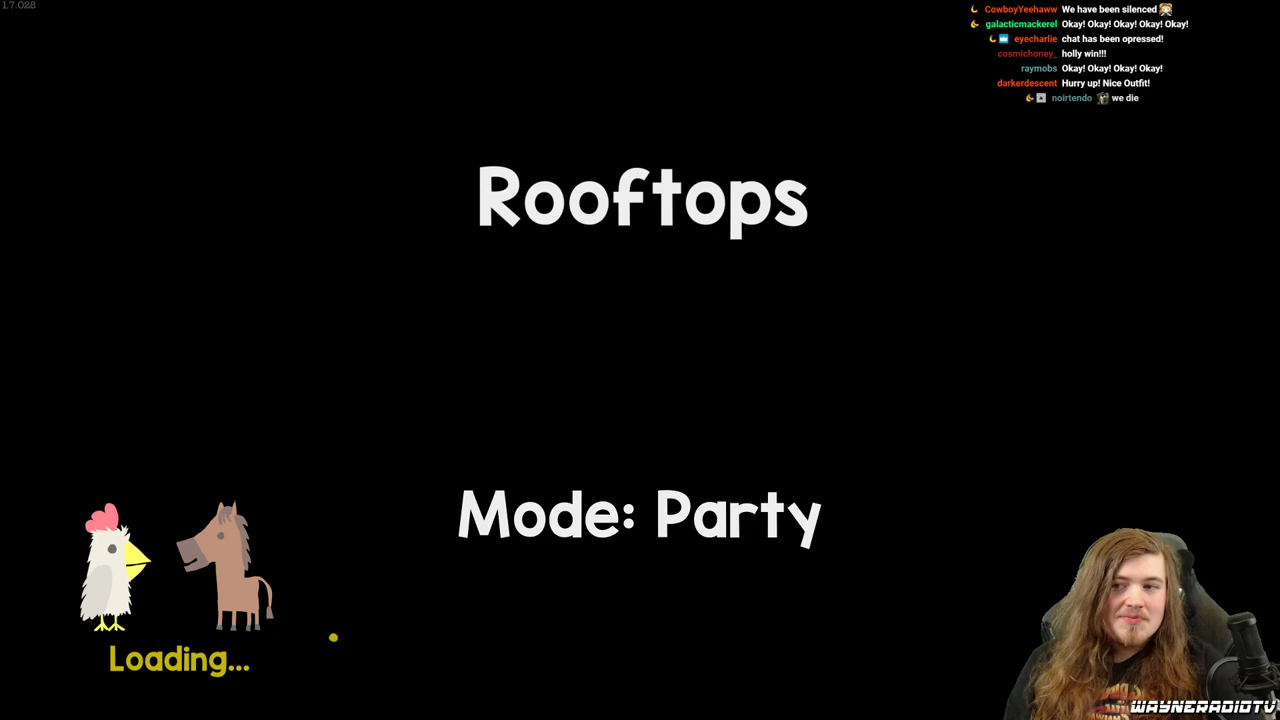 1.7.028
CowboyYeehaww We have been silenced
galacticmackerel Okay! Okay! Okay! Okay! Okay!
eyecharlie chat has been opressed!
cosmichoney_ holly win!!!
raymobs Okay! Okay! Okay! Okay!
darkerdescent Hurry up! Nice Outfit!
noirtendo we die
Rooftops
Mode: Party
Loading...
WAYNERADIOTV